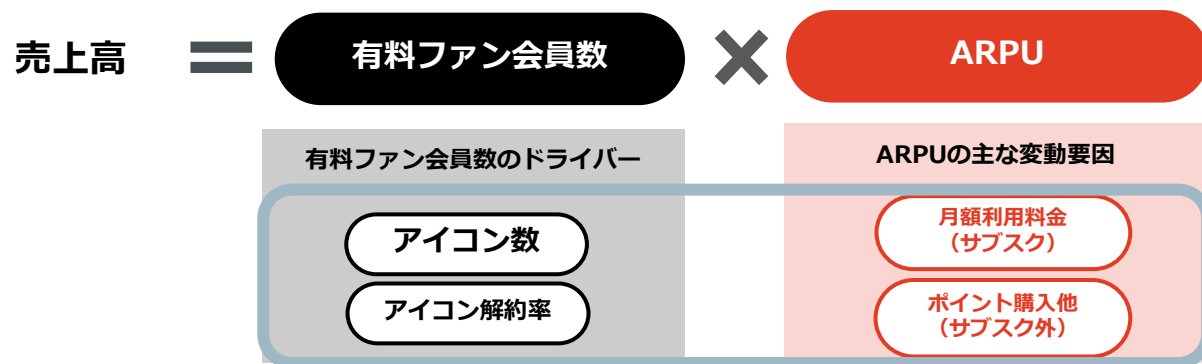 売上高 = 有料ファン会員数 × ARPU
有料ファン会員数のドライバー
ARPUの主な変動要因
アイコン数
アイコン解約率
月額利用料金
（サブスク）
ポイント購入他
（サブスク外）